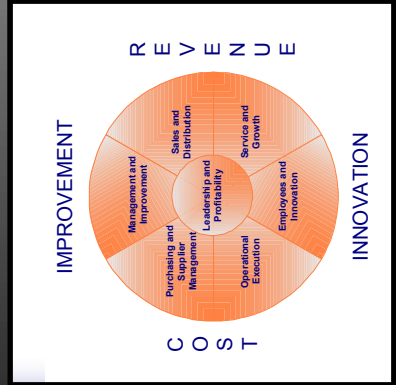 IMPROVEMENT
Management and
Improvement
Purchasing and
Supplier
Management
Sales and
Distribution
COST
Leadership and
Profitability
REVENUE
Operational
Execution
Service and
Growth
Employees and
Innovation
INNOVATION